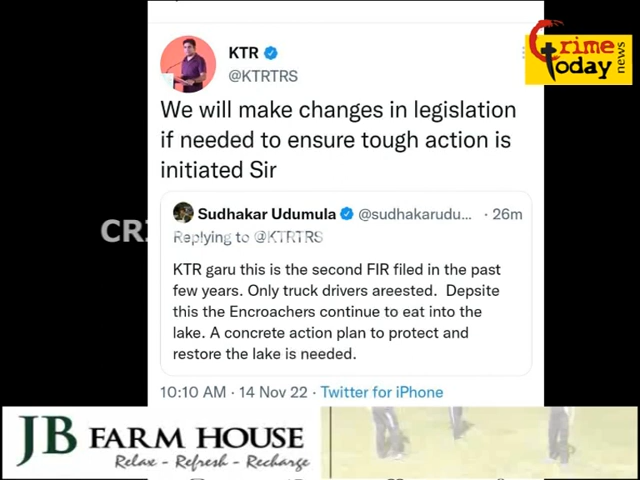 KTR
@KTRTRS
Crime
Today
news
We will make changes in legislation
if needed to ensure tough action is
initiated Sir
Sudhakar Udumula @sudhakarudu... · 26m
Replying to @KTRTRS
CRI
KTR garu this is the second FIR filed in the past
few years. Only truck drivers areested.  Depsite
this the Encroachers continue to eat into the
lake. A concrete action plan to protect and
restore the lake is needed.
10:10 AM · 14 Nov 22 · Twitter for iPhone
JB FARM HOUSE
Relax - Refresh - Recharge